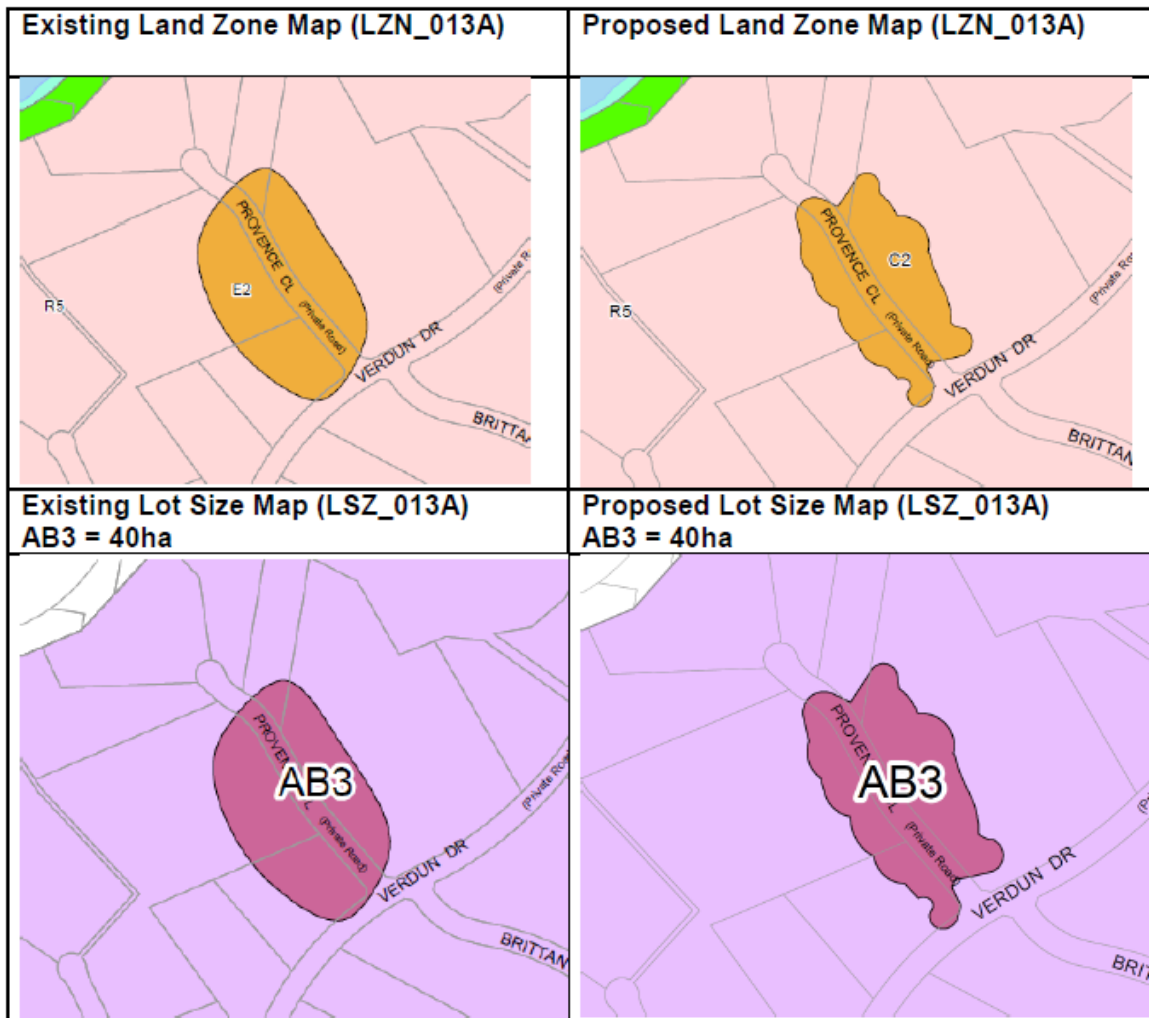 Existing Land Zone Map (LZN_013A)
Proposed Land Zone Map (LZN_013A)
PROVENCE CL
(Private Road)
E2
R5
VERDUN DR
(Private Ro
BRITTAN
PROVENCE CL
(Private Road)
C2
R5
VERDUN DR
(Private Ro
BRITTAN
Existing Lot Size Map (LSZ_013A)
AB3 = 40ha
Proposed Lot Size Map (LSZ_013A)
AB3 = 40ha
PROVEN L
AB3
(Private Road)
VERDUN DR
(Private Road)
BRITTAN
PROVEN L
AB3
(Private Road)
VERDUN DR
BRIT